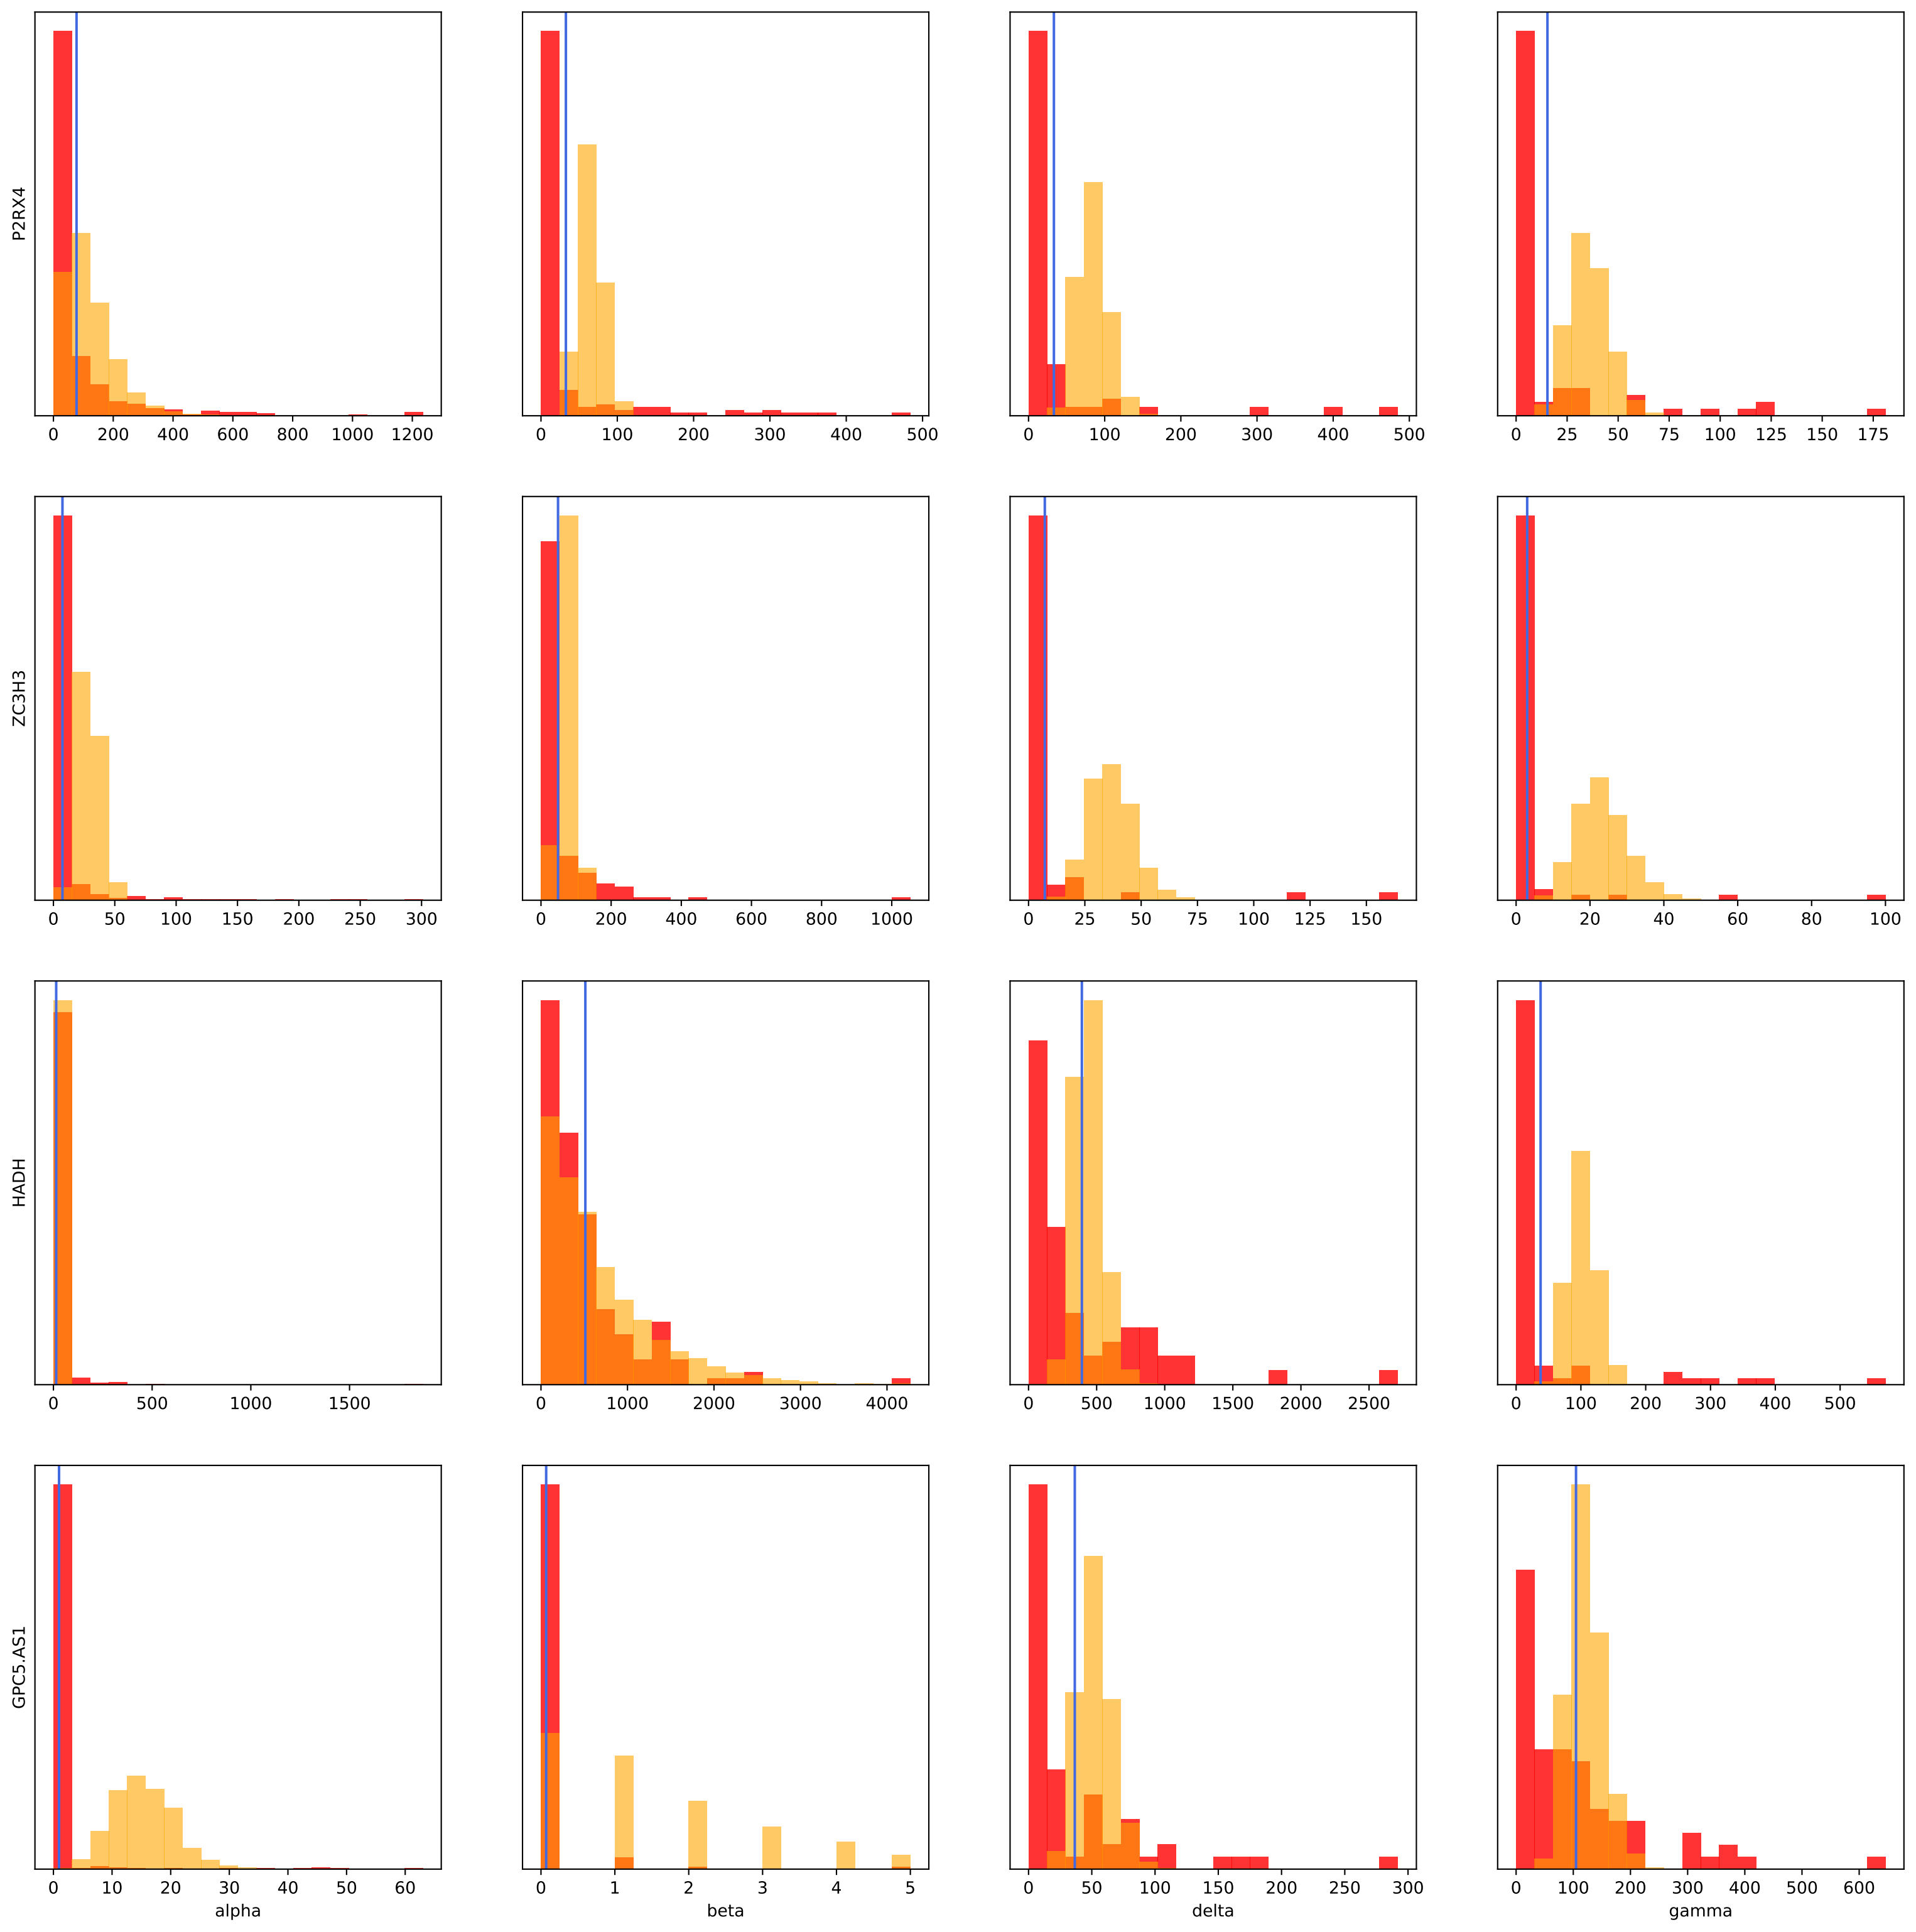 P2RX4
0 200 400 600 800 1000 1200
0 100 200 300 400 500
0 100 200 300 400 500
0 25 50 75 100 125 150 175
ZC3H3
0 50 100 150 200 250 300
0 200 400 600 800 1000
0 25 50 75 100 125 150
0 20 40 60 80 100
HADH
0 500 1000 1500
0 1000 2000 3000 4000
0 500 1000 1500 2000 2500
0 100 200 300 400 500
GPC5.AS1
0 10 20 30 40 50 60
0 1 2 3 4 5
0 50 100 150 200 250 300
0 100 200 300 400 500 600
alpha
beta
delta
gamma